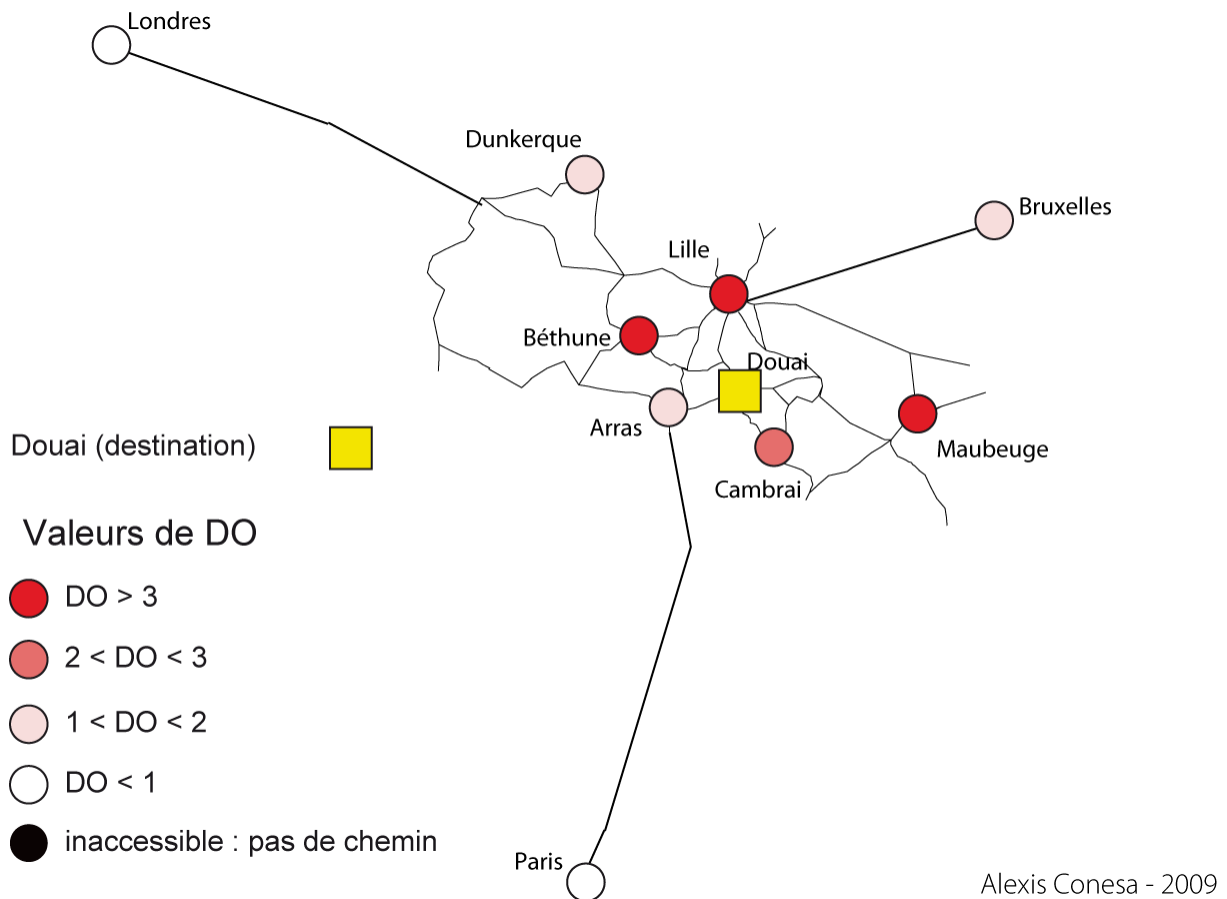 Londres
Dunkerque
Bruxelles
Lille
Béthune
Douai
Arras
Maubeuge
Cambrai
Douai (destination)
Valeurs de DO
DO > 3
2 < DO < 3
1 < DO < 2
DO < 1
inaccessible : pas de chemin
Paris
Alexis Conesa - 2009